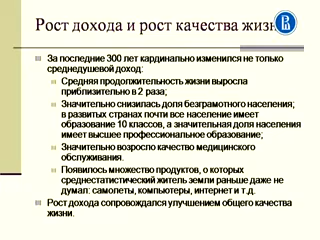 Рост дохода и рост качества жиз
За последние 300 лет кардинально изменился не только
среднедушевой доход:
Средняя продолжительность жизни выросла
приблизительно в 2 раза;
Значительно снизилась доля безграмотного населения;
в развитых странах почти все население имеет
образование 10 классов, а значительная доля населения
имеет высшее профессиональное образование;
Значительно возросло качество медицинского
обслуживания.
Появилось множество продуктов, о которых
среднестатистический житель земли раньше даже не
думал: самолеты, компьютеры, интернет и т.д.
Рост дохода сопровождался улучшением общего качества
жизни.